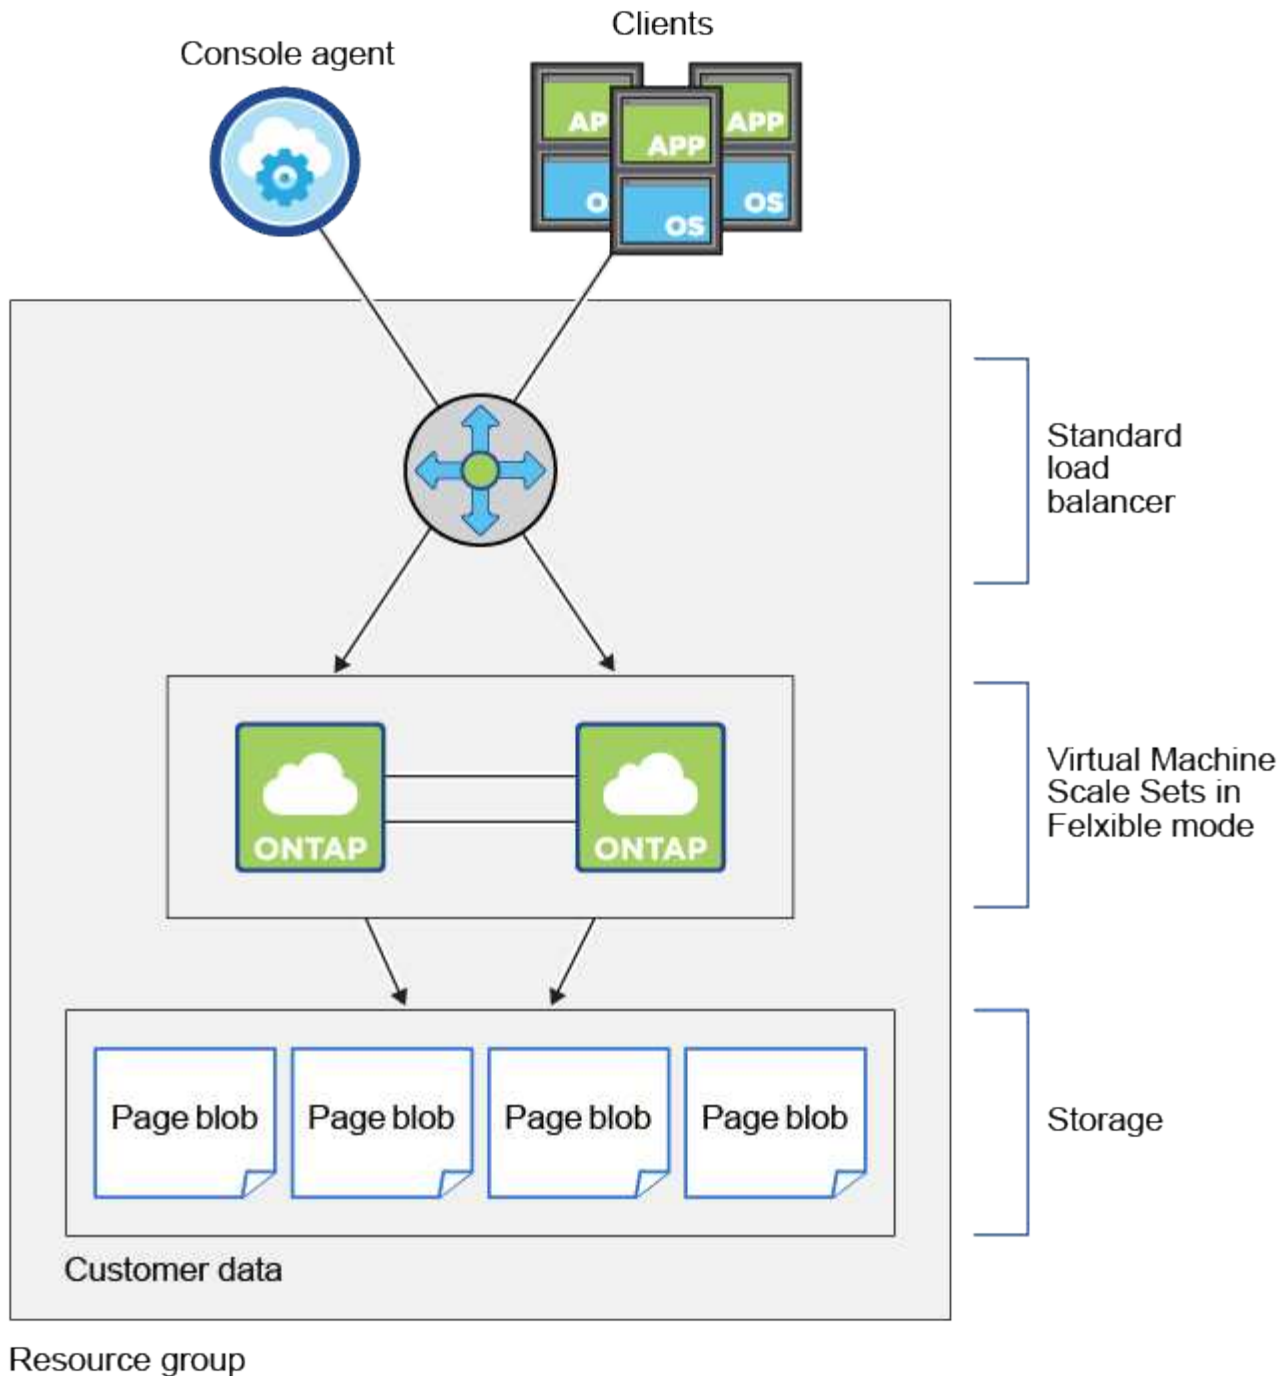 Clients
Console agent
AP
APP
APP
O
OS
OS
Standard
load
balancer
ONTAP
ONTAP
Virtual Machine
Scale Sets in
Felxible mode
Page blob
Page blob
Page blob
Page blob
Storage
Customer data
Resource group